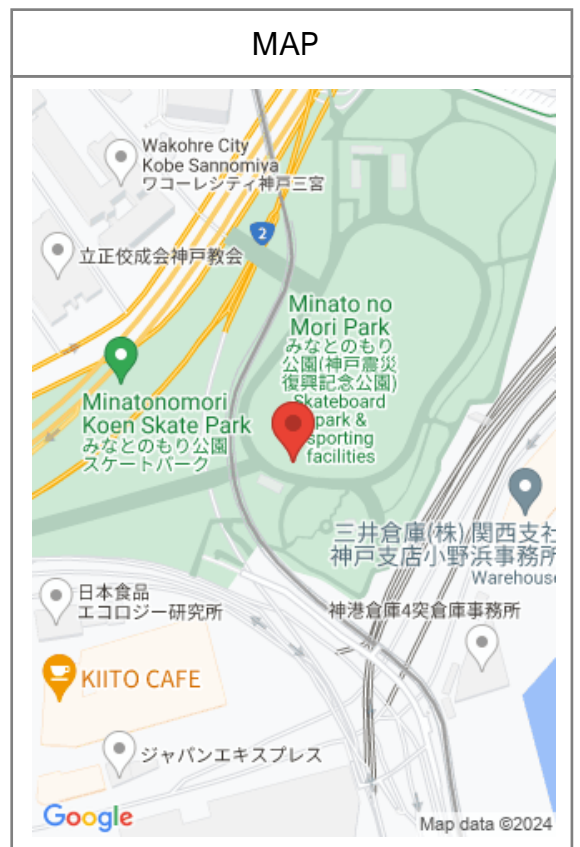 MAP
Wakohre City
Kobe Sannomiya
ワコーレシティ神戸三宮
2
立正佼成会神戸教会
Minato no
Mori Park
みなとのもり
公園(神戸震災
復興記念公園)
Skateboard
park &
sporting
facilities
Minatonomori
Koen Skate Park
みなとのもり公園
スケートパーク
三井倉庫(株) 関西支社
神戸支店小野浜事務所
Warehouse
日本食品
エコロジー研究所
神港倉庫4突倉庫事務所
KIITO CAFE
ジャパンエキスプレス
Google
Map data ©2024